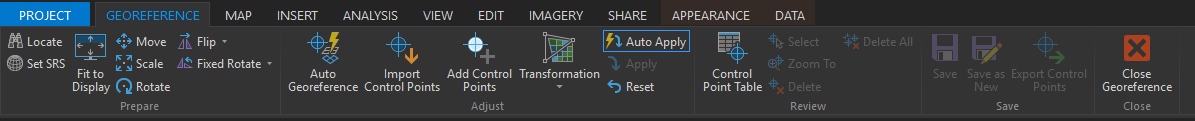 PROJECT GEOREFERENCE MAP INSERT ANALYSIS VIEW EDIT IMAGERY SHARE APPEARANCE DATA
Locate
Set SRS
Fit to
Display
Move
Scale
Rotate
Flip
Fixed Rotate
Prepare
Auto
Georeference
Import
Control Points
Add Control
Points
Transformation
Auto Apply
Apply
Reset
Adjust
Control
Point Table
Select
Zoom To
Delete
Delete All
Review
Save
Save as
New
Export Control
Points
Save
Close
Georeference
Close